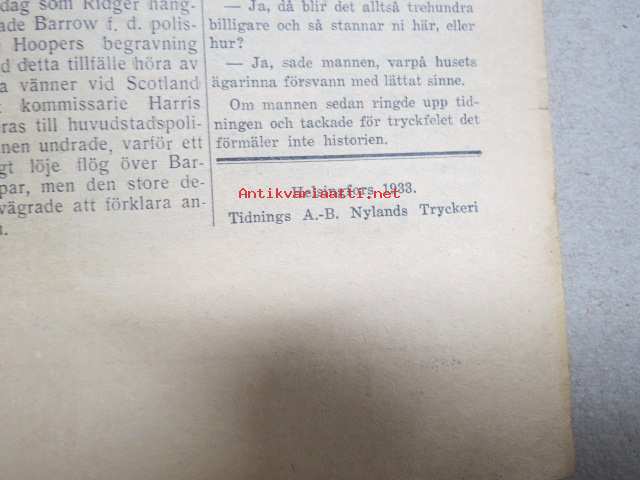 dag som Ridger häng-
ade Barrow f. d. polis-
Hoopers begravning
d detta tillfälle höra av
a vänner vid Scotland
kommissarie Harris
eras till huvudstadspoli-
nnen undrade, varför ett
gt löje flög över Bar-
par, men den store de-
vägrade att förklara an-
— Ja, då blir det alltså trehundra
billigare och så stannar ni här, eller
hur?
— Ja, sade mannen, varpå husets
ägarinna försvann med lättat sinne.
Om mannen sedan ringde upp tid-
ningen och tackade för tryckfelet det
förmäler inte historien.
Helsingfors 1933.
Antikvariaatti.net
Tidnings A.-B. Nylands Tryckeri